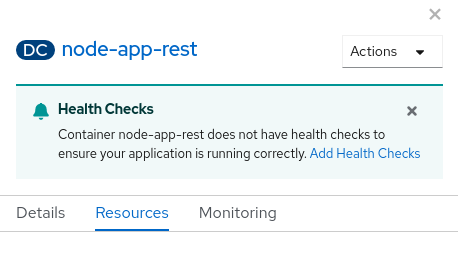 DC node-app-rest
Actions
Health Checks
Container node-app-rest does not have health checks to
ensure your application is running correctly. Add Health Checks
Details Resources Monitoring